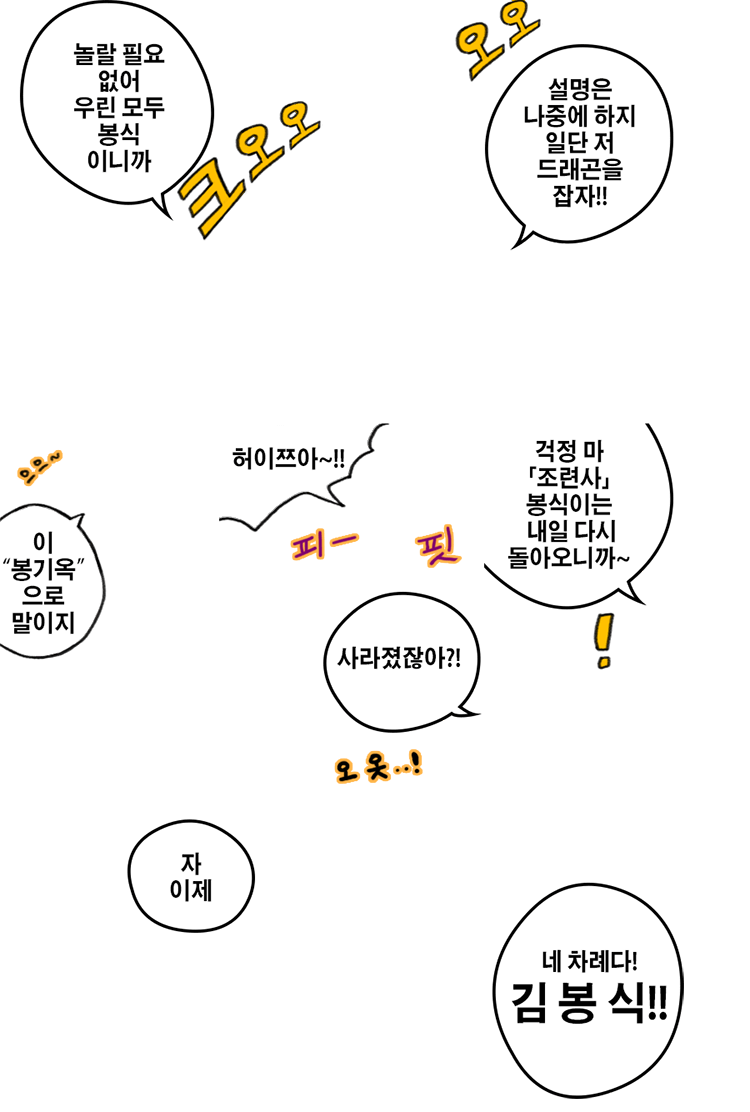 놀랄 필요
없어
우린 모두
봉식
이니까
크오오
오오
설명은
나중에 하지
일단 저
드래곤을
잡자!!
으으~
이
“봉기옥”
으로
말이지
허이쯔아~!!
피ー
핏
걱정 마
「조련사」
봉식이는
내일 다시
돌아오니까~
!
사라졌잖아?!
오옷..!
자
이제
네 차례다!
김봉식!!